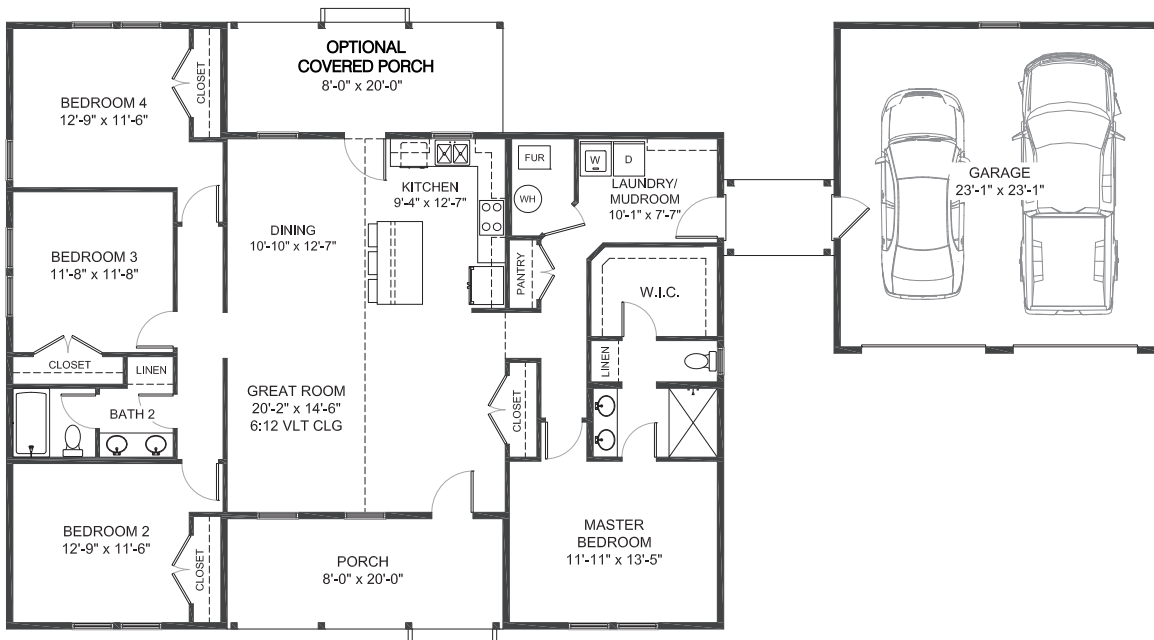 OPTIONAL
COVERED PORCH
8'-0" x 20'-0"
BEDROOM 4
12'-9" x 11'-6"
CLOSET
KITCHEN
9'-4" x 12'-7"
FUR
WH
W
D
LAUNDRY/
MUDROOM
10'-1" x 7'-7"
GARAGE
23'-1" x 23'-1"
DINING
10'-10" x 12'-7"
BEDROOM 3
11'-8" x 11'-8"
PANTRY
W.I.C.
CLOSET
LINEN
LINEN
GREAT ROOM
20'-2" x 14'-6"
6:12 VLT CLG
CLOSET
BATH 2
BEDROOM 2
12'-9" x 11'-6"
CLOSET
PORCH
8'-0" x 20'-0"
MASTER
BEDROOM
11'-11" x 13'-5"